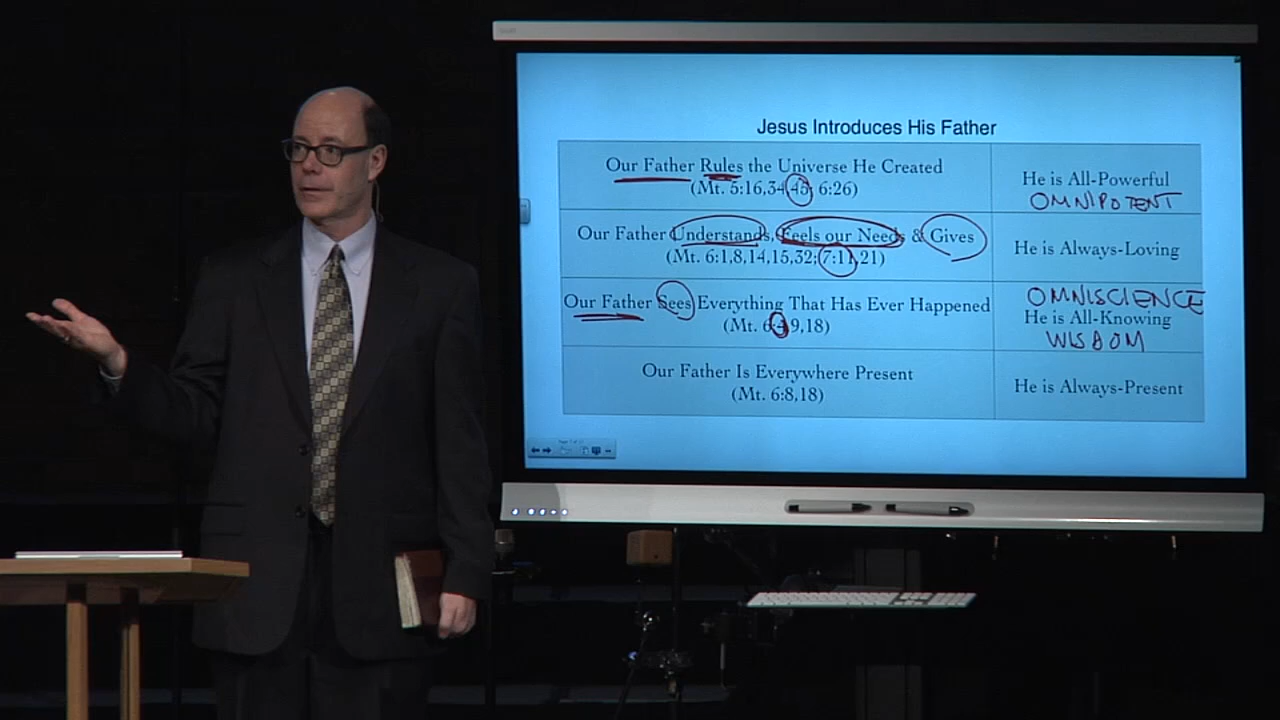 Jesus Introduces His Father
Our Father Rules the Universe He Created
(Mt. 5:16,34,45; 6:26)
He is All-Powerful
OMNIPOTENT
Our Father Understands, Feels our Needs & Gives
(Mt. 6:1,8,14,15,32; 7:11,21)
He is Always-Loving
Our Father Sees Everything That Has Ever Happened
(Mt. 6:4,9,18)
OMNISCIENCE
He is All-Knowing
WISDOM
Our Father Is Everywhere Present
(Mt. 6:8,18)
He is Always-Present